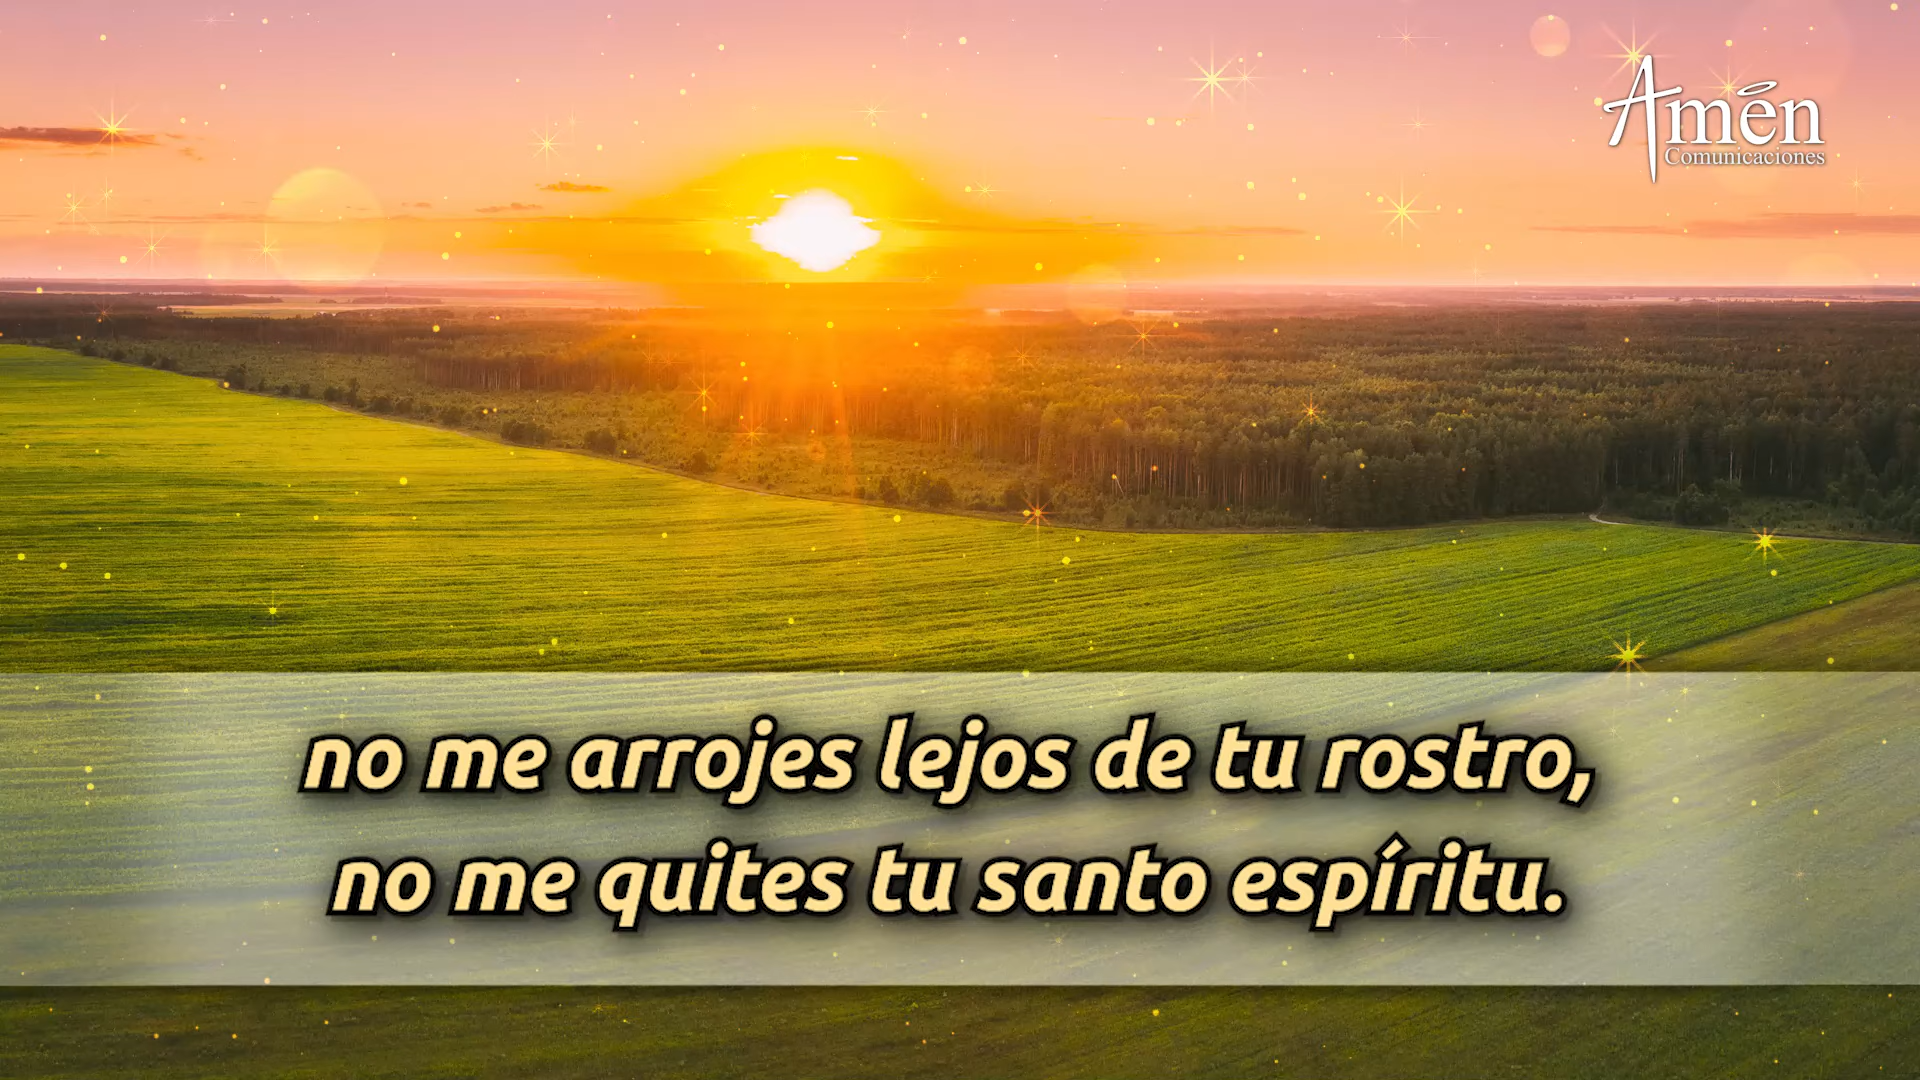 Amén
Comunicaciones
no me arrojes lejos de tu rostro,
no me quites tu santo espíritu.